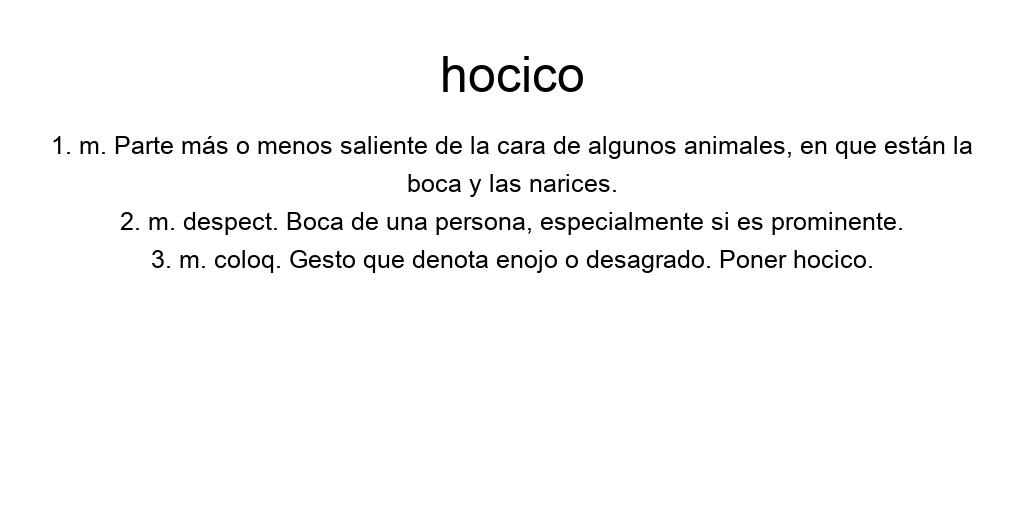 hocico
1. m. Parte más o menos saliente de la cara de algunos animales, en que están la
boca y las narices.
2. m. despect. Boca de una persona, especialmente si es prominente.
3. m. coloq. Gesto que denota enojo o desagrado. Poner hocico.